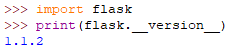 >>> import flask
>>> print(flask.__version__)
1.1.2